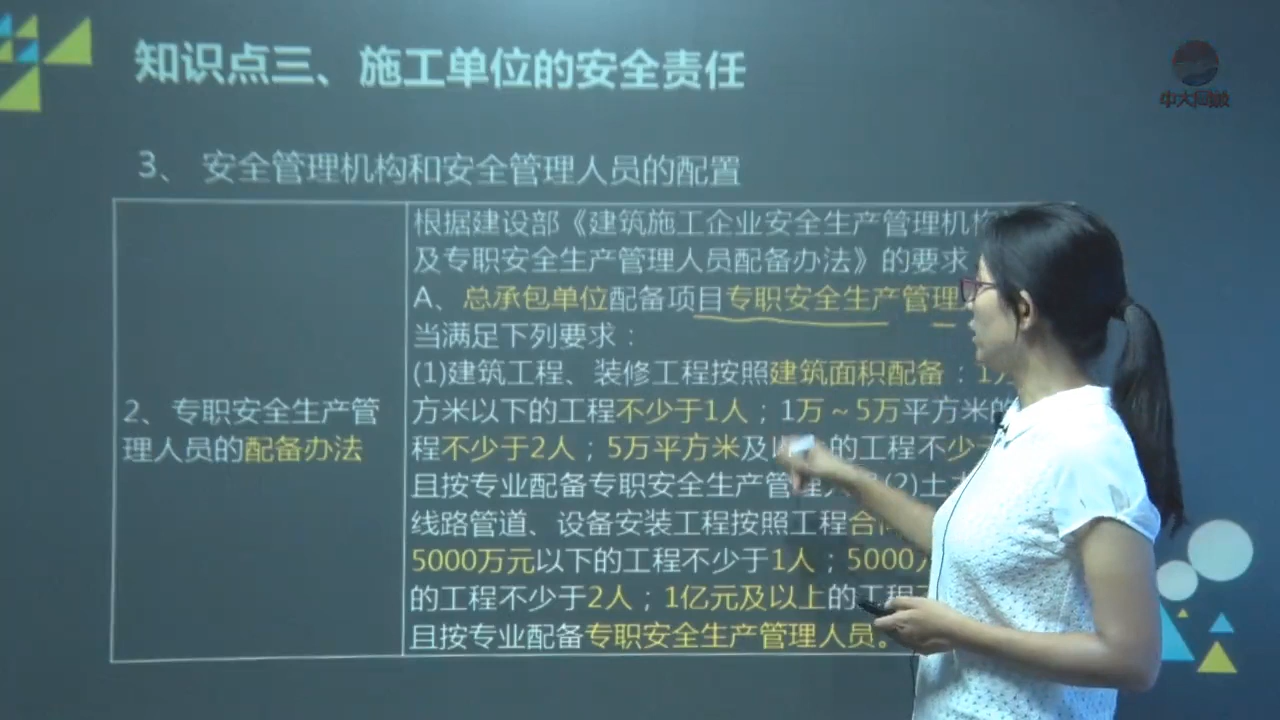 知识点三、施工单位的安全责任
中大网校
3、 安全管理机构和安全管理人员的配置
2、专职安全生产管
理人员的配备办法
根据建设部《建筑施工企业安全生产管理机构
及专职安全生产管理人员配备办法》的要求
A、总承包单位配备项目专职安全生产管理
当满足下列要求：
(1)建筑工程、装修工程按照建筑面积配备：1万
方米以下的工程不少于1人；1万～5万平方米的
程不少于2人；5万平方米及以 的工程不少
且按专业配备专职安全生产管 (2)土
线路管道、设备安装工程按照工程合同
5000万元以下的工程不少于1人；5000万
的工程不少于2人；1亿元及以上的工程
且按专业配备专职安全生产管理人员。